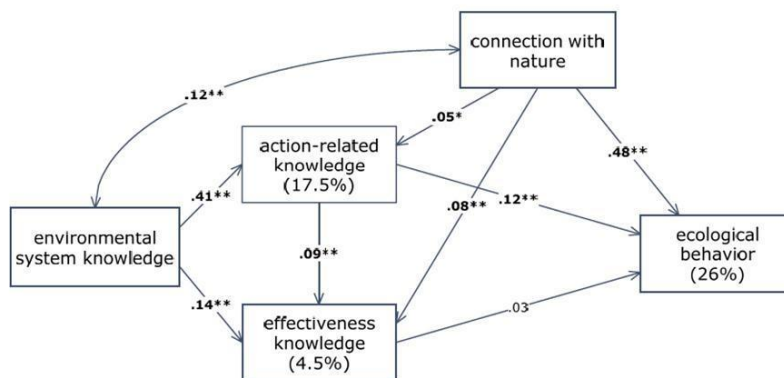 connection with
nature
.12**
.05*
action-related
knowledge
(17.5%)
.48**
.41**
.08**
.12**
environmental
system knowledge
ecological
behavior
(26%)
.09**
.14**
effectiveness
knowledge
(4.5%)
.03